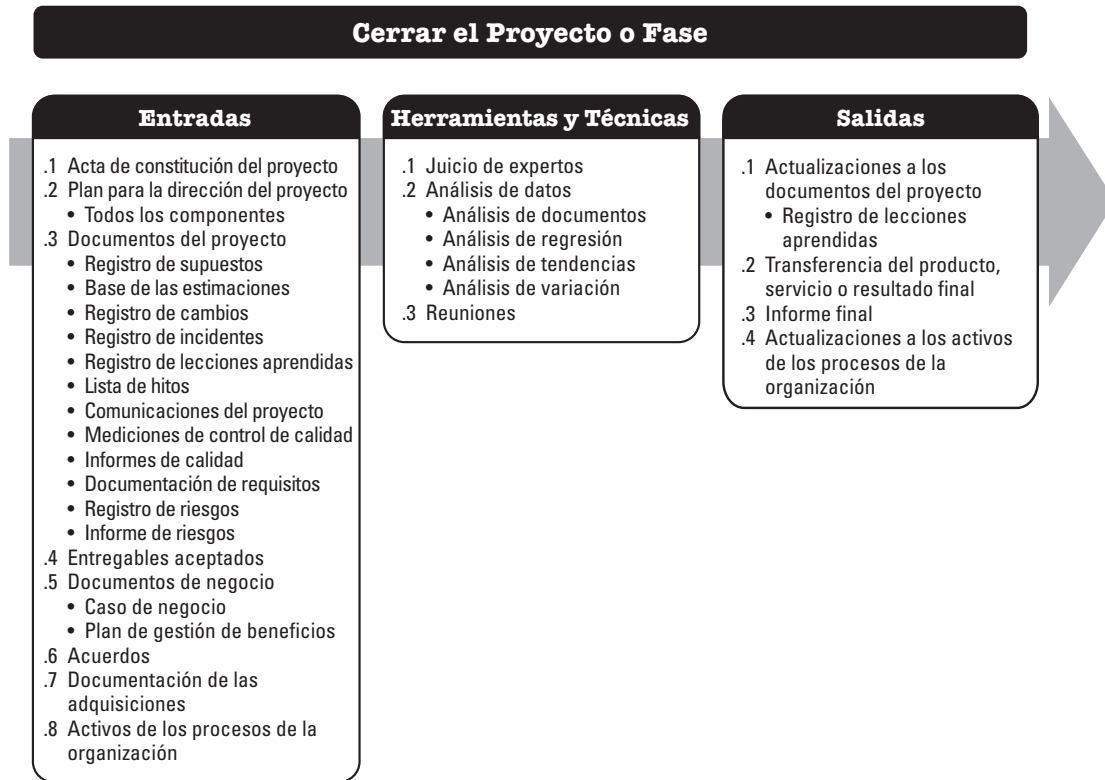 Cerrar el Proyecto o Fase
Entradas
.1 Acta de constitución del proyecto
.2 Plan para la dirección del proyecto
• Todos los componentes
.3 Documentos del proyecto
• Registro de supuestos
• Base de las estimaciones
• Registro de cambios
• Registro de incidentes
• Registro de lecciones aprendidas
• Lista de hitos
• Comunicaciones del proyecto
• Mediciones de control de calidad
• Informes de calidad
• Documentación de requisitos
• Registro de riesgos
• Informe de riesgos
.4 Entregables aceptados
.5 Documentos de negocio
• Caso de negocio
• Plan de gestión de beneficios
.6 Acuerdos
.7 Documentación de las
adquisiciones
.8 Activos de los procesos de la
organización
Herramientas y Técnicas
.1 Juicio de expertos
.2 Análisis de datos
• Análisis de documentos
• Análisis de regresión
• Análisis de tendencias
• Análisis de variación
.3 Reuniones
Salidas
.1 Actualizaciones a los
documentos del proyecto
• Registro de lecciones
aprendidas
.2 Transferencia del producto,
servicio o resultado final
.3 Informe final
.4 Actualizaciones a los activos
de los procesos de la
organización